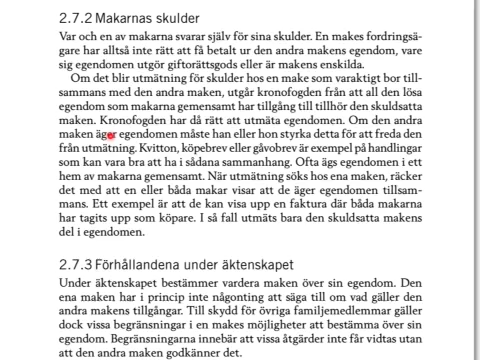 2.7.2 Makarnas skulder
Var och en av makarna svarar själv för sina skulder. En makes fordringsä-
gare har alltså inte rätt att få betalt ur den andra makens egendom, vare
sig egendomen utgör giftorättsgods eller är makens enskilda.
Om det blir utmätning för skulder hos en make som varaktigt bor till-
sammans med den andra maken, utgår kronofogden från att all den lösa
egendom som makarna gemensamt har tillgång till tillhör den skuldsatta
maken. Kronofogden har då rätt att utmäta egendomen. Om den andra
maken äger egendomen måste han eller hon styrka detta för att freda den
från utmätning. Kvitton, köpebrev eller gåvobrev är exempel på handlingar
som kan vara bra att ha i sådana sammanhang. Ofta ägs egendomen i ett
hem av makarna gemensamt. När utmätning söks hos ena maken, räcker
det med att en eller båda makar visar att de äger egendomen tillsam-
mans. Ett exempel är att de kan visa upp en faktura där båda makarna
har tagits upp som köpare. I så fall utmäts bara den skuldsatta makens
del i egendomen.
2.7.3 Förhållandena under äktenskapet
Under äktenskapet bestämmer vardera maken över sin egendom. Den
ena maken har i princip inte någonting att säga till om vad gäller den
andra makens tillgångar. Till skydd för övriga familjemedlemmar gäller
dock vissa begränsningar i en makes möjligheter att bestämma över sin
egendom. Begränsningarna innebär att vissa åtgärder inte får vidtas utan
att den andra maken godkänner det.